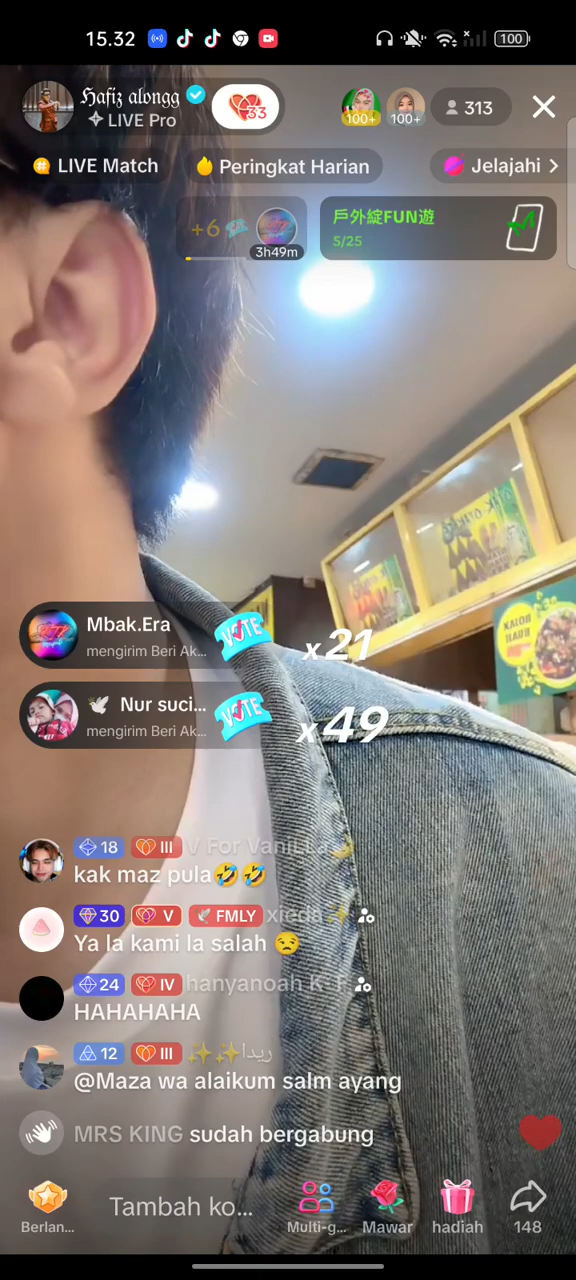 15.32
100
𝕳𝖆𝖋𝖎𝖟 𝖆𝖑𝖔𝖓𝖌𝖌
LIVE Pro
33
100+
100+
313
LIVE Match
Peringkat Harian
Jelajahi
+6
3h49m
戶外綻FUN遊
5/25
Mbak.Era
mengirim Beri Ak...
VOTE
x21
Nur suci...
mengirim Beri Ak...
VOTE
x49
18 III V For VaniLLa🌙
kak maz pula🤣🤣
30 V FMLY xieda✨
Ya la kami la salah 😒
24 IV hanyanoah K- F
HAHAHAHA
12 III ✨✨ريدا
@Maza wa alaikum salm ayang
MRS KING sudah bergabung
Berlan...
Tambah ko...
Multi-g...
Mawar
hadiah
148